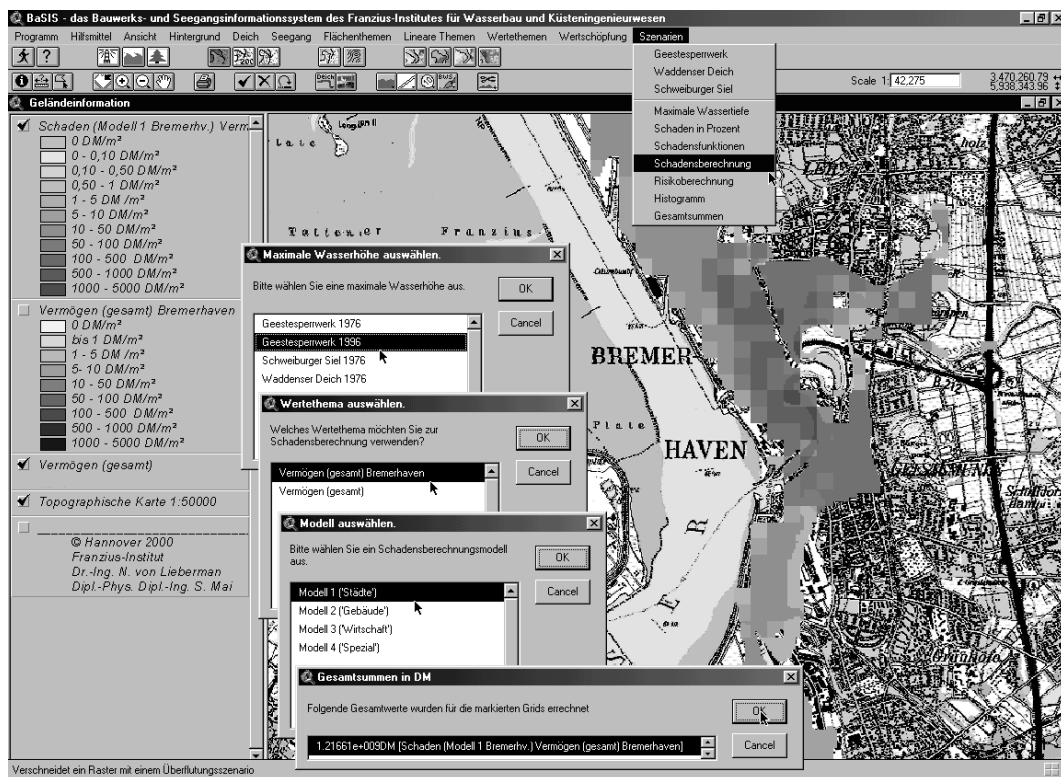 BaSIS - das Bauwerks- und Seegangsinformationssystem des Franzius-Institutes für Wasserbau und Küsteningenieurwesen
Programm Hilfsmittel Ansicht Hintergrund Deich Seegang Flächenthemen Lineare Themen Wertethemen Wertschöpfung Szenarien
Geestesperrwerk
Waddenser Deich
Schweiburger Siel
Maximale Wassertiefe
Schaden in Prozent
Schadensfunktionen
Schadensberechnung
Risikoberechnung
Histogramm
Gesamtsummen
Scale 1: 42,275
3.470.260.79
5.938.343.96
Geländeinformation
Schaden (Modell 1 Bremerhv.) Verm
0 DM/m²
0 - 0,10 DM/m²
0,10 - 0,50 DM/m²
0,50 - 1 DM/m²
1 - 5 DM/m²
5 - 10 DM/m²
10 - 50 DM/m²
50 - 100 DM/m²
100 - 500 DM/m²
500 - 1000 DM/m²
1000 - 5000 DM/m²
Vermögen (gesamt) Bremerhaven
0 DM/m²
bis 1 DM/m²
1 - 5 DM/m²
5- 10 DM/m²
10 - 50 DM/m²
50 - 100 DM/m²
100 - 500 DM/m²
500 - 1000 DM/m²
1000 - 5000 DM/m²
Vermögen (gesamt)
Topographische Karte 1:50000
© Hannover 2000
Franzius-Institut
Dr.-Ing. N. von Lieberman
Dipl.-Phys. Dipl.-Ing. S. Mai
Franzius
BREMER-
HAVEN
Plate
B 212
Maximale Wasserhöhe auswählen.
Bitte wählen Sie eine maximale Wasserhöhe aus.
OK
Cancel
Geestesperrwerk 1976
Geestesperrwerk 1996
Schweiburger Siel 1976
Waddenser Deich 1976
Wertethema auswählen.
Welches Wertethema möchten Sie zur
Schadensberechnung verwenden?
OK
Cancel
Vermögen (gesamt) Bremerhaven
Vermögen (gesamt)
Modell auswählen.
Bitte wählen Sie ein Schadensberechnungsmodell
aus.
OK
Cancel
Modell 1 ('Städte')
Modell 2 ('Gebäude')
Modell 3 ('Wirtschaft')
Modell 4 ('Spezial')
Gesamtsummen in DM
Folgende Gesamtwerte wurden für die markierten Grids errechnet
OK
Cancel
1.21661e+009DM [Schaden (Modell 1 Bremerhv.) Vermögen (gesamt) Bremerhaven]
Verschneidet ein Raster mit einem Überflutungsszenario